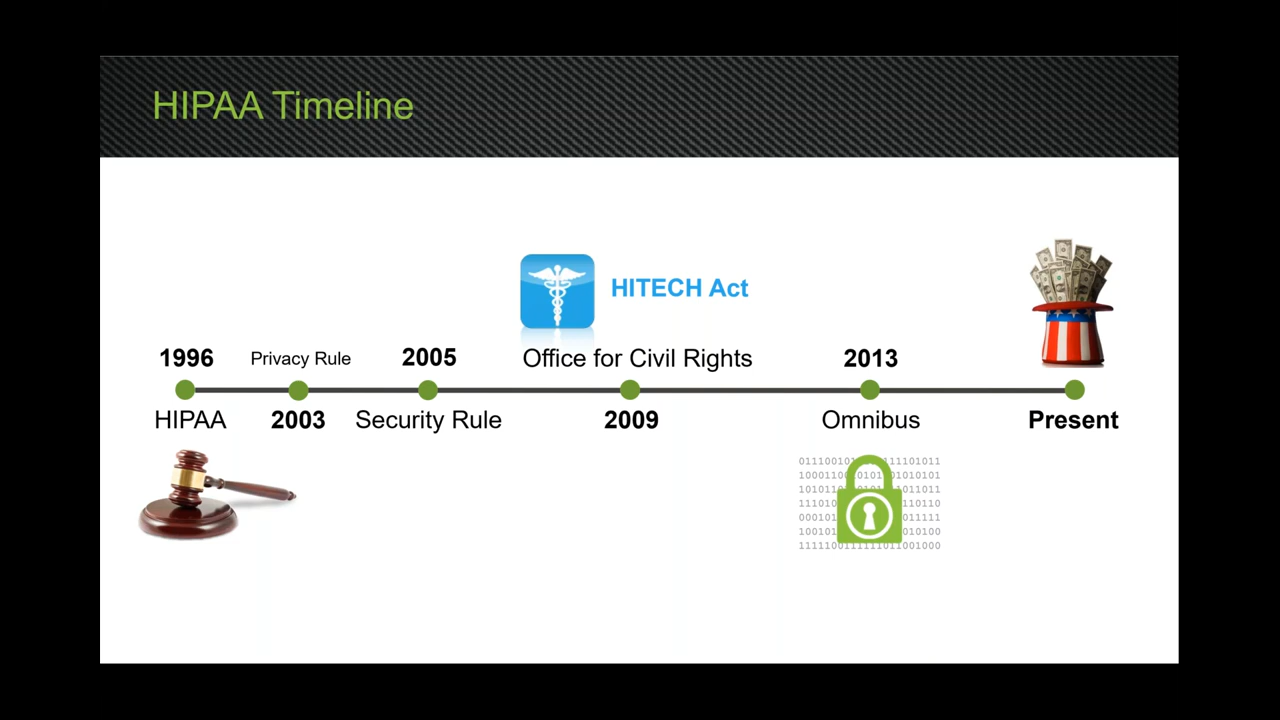 HIPAA Timeline
HITECH Act
1996
Privacy Rule
2005
Office for Civil Rights
2013
HIPAA
2003
Security Rule
2009
Omnibus
Present